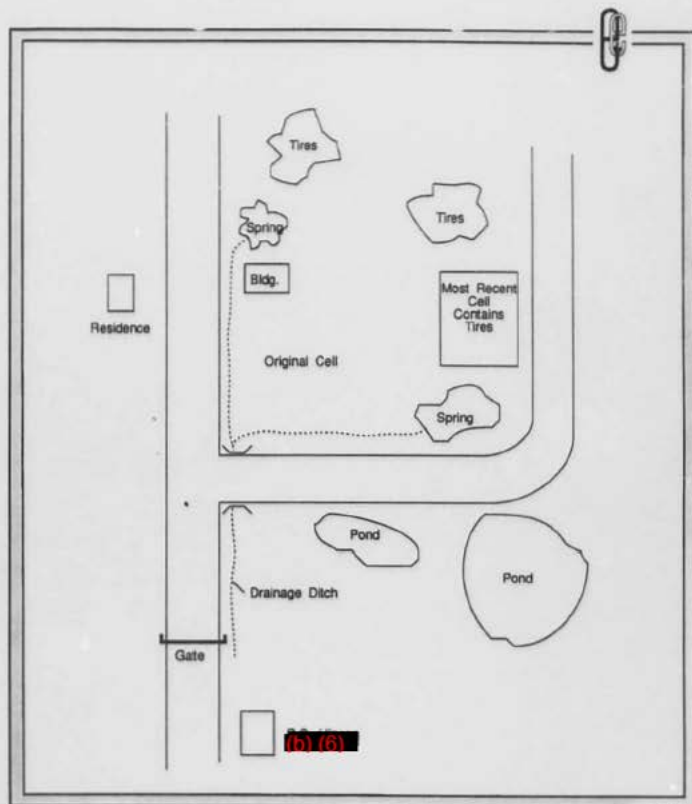 Tires
Spring
Tires
Bldg.
Most Recent
Cell
Contains
Tires
Residence
Original Cell
Spring
Pond
Pond
Drainage Ditch
Gate
(b) (6)